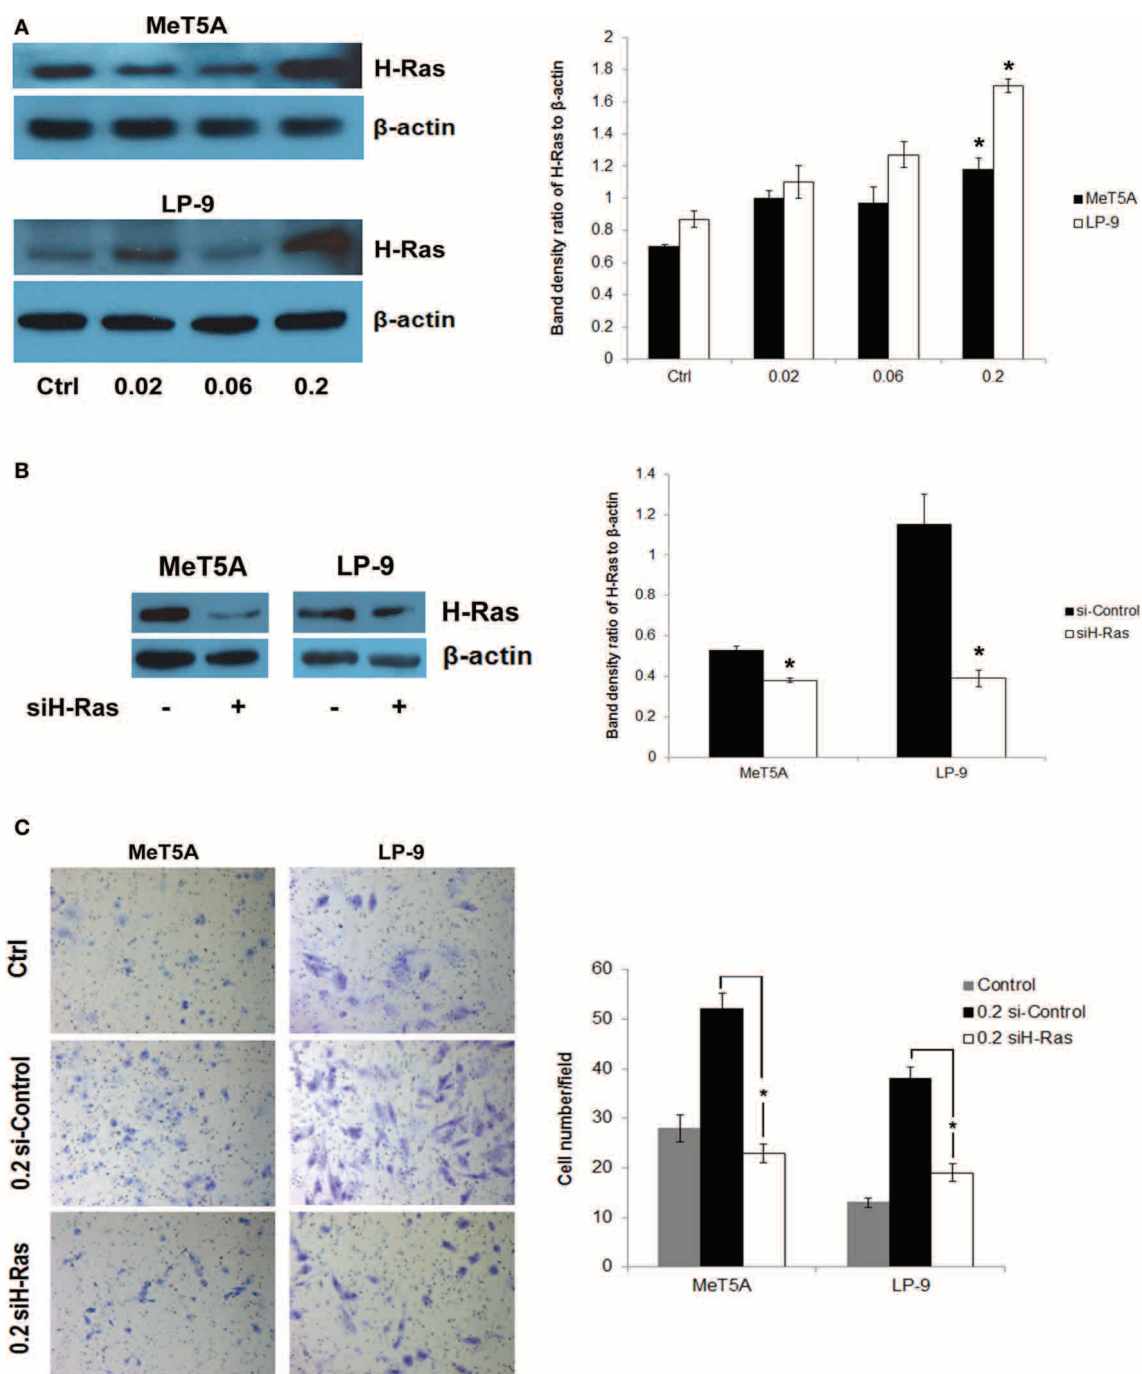 A
MeT5A
H-Ras
β-actin
LP-9
H-Ras
β-actin
Ctrl 0.02 0.06 0.2
Band density ratio of H-Ras to β-actin
2
1.8
1.6
1.4
1.2
1
0.8
0.6
0.4
0.2
0
* *
Ctrl 0.02 0.06 0.2
MeT5A
LP-9
B
MeT5A LP-9
H-Ras
β-actin
siH-Ras - + - +
Band density ratio of H-Ras to β-actin
1.4
1.2
1
0.8
0.6
0.4
0.2
0
* *
MeT5A LP-9
si-Control
siH-Ras
C
MeT5A LP-9
Ctrl
0.2 si-Control
0.2 siH-Ras
Cell number/field
60
50
40
30
20
10
0
* *
MeT5A LP-9
Control
0.2 si-Control
0.2 siH-Ras